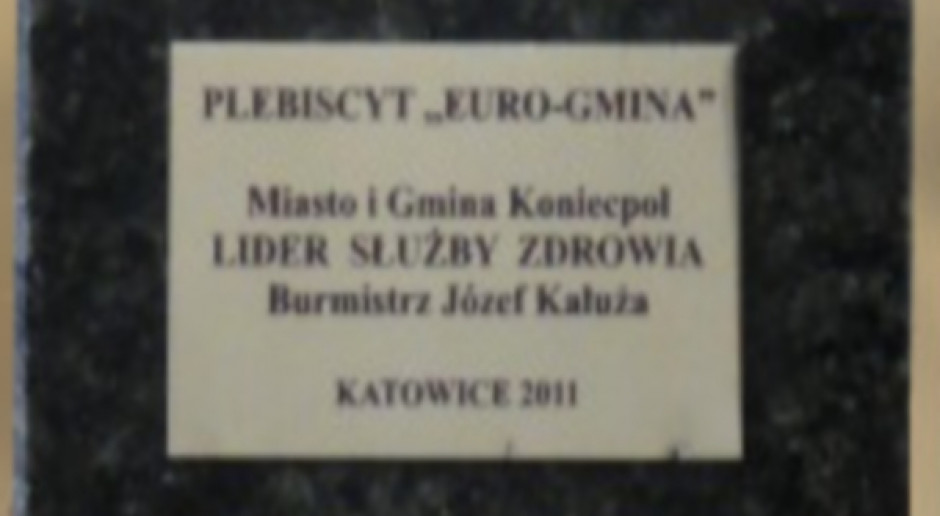 PLEBISCYT „EURO-GMINA”
Miasto i Gmina Koniecpol
LIDER SŁUŻBY ZDROWIA
Burmistrz Józef Kałuża
KATOWICE 2011